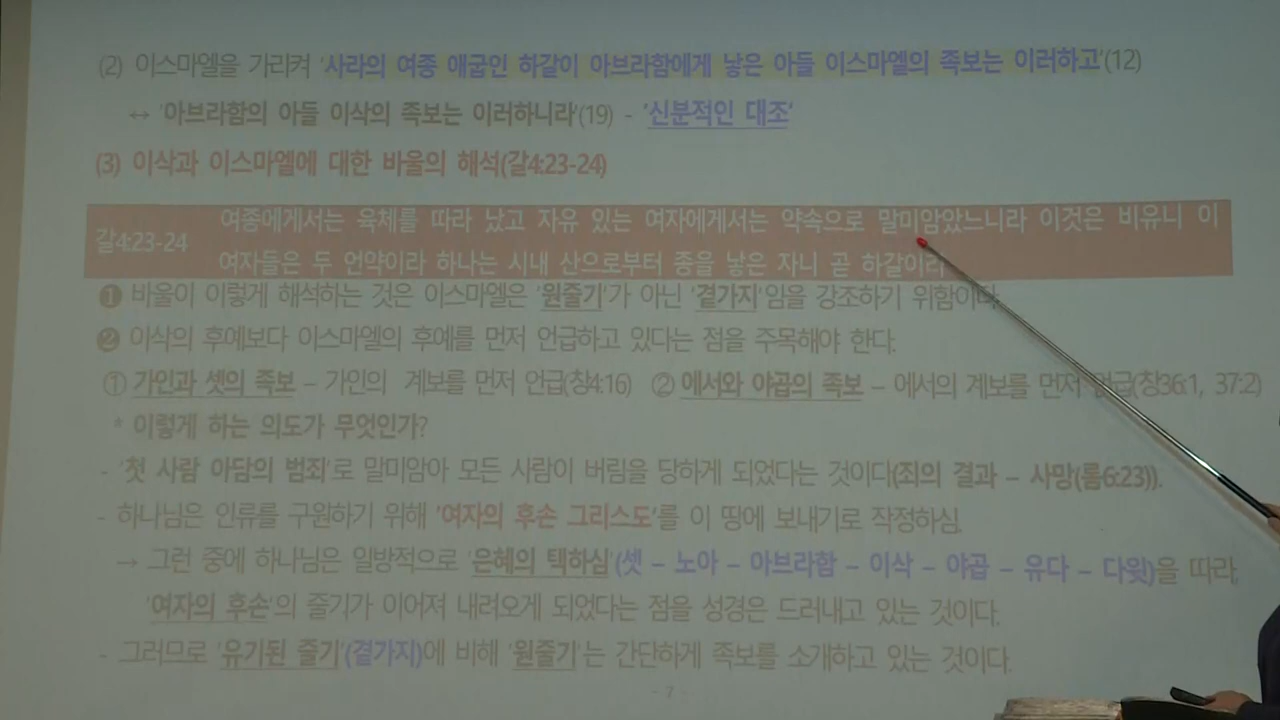 (2) 이스마엘을 가리켜 '사라의 여종 애굽인 하갈이 아브라함에게 낳은 아들 이스마엘의 족보는 이러하고'(12)
↔ '아브라함의 아들 이삭의 족보는 이러하니라'(19) - '신분적인 대조'
(3) 이삭과 이스마엘에 대한 바울의 해석(갈4:23-24)
갈4:23-24
여종에게서는 육체를 따라 났고 자유 있는 여자에게서는 약속으로 말미암았느니라 이것은 비유니 이
여자들은 두 언약이라 하나는 시내 산으로부터 종을 낳은 자니 곧 하갈이라
❶ 바울이 이렇게 해석하는 것은 이스마엘은 '원줄기'가 아닌 '곁가지'임을 강조하기 위함이다.
❷ 이삭의 후예보다 이스마엘의 후예를 먼저 언급하고 있다는 점을 주목해야 한다.
① 가인과 셋의 족보 – 가인의 계보를 먼저 언급(창4:16) ② 에서와 야곱의 족보 – 에서의 계보를 먼저 언급(창36:1, 37:2)
* 이렇게 하는 의도가 무엇인가?
- '첫 사람 아담의 범죄'로 말미암아 모든 사람이 버림을 당하게 되었다는 것이다(죄의 결과 – 사망(롬6:23)).
- 하나님은 인류를 구원하기 위해 '여자의 후손 그리스도'를 이 땅에 보내기로 작정하심.
→ 그런 중에 하나님은 일방적으로 '은혜의 택하심'(셋 – 노아 – 아브라함 – 이삭 – 야곱 – 유다 – 다윗)을 따라,
'여자의 후손'의 줄기가 이어져 내려오게 되었다는 점을 성경은 드러내고 있는 것이다.
- 그러므로 '유기된 줄기'(곁가지)에 비해 '원줄기'는 간단하게 족보를 소개하고 있는 것이다.
- 7 -